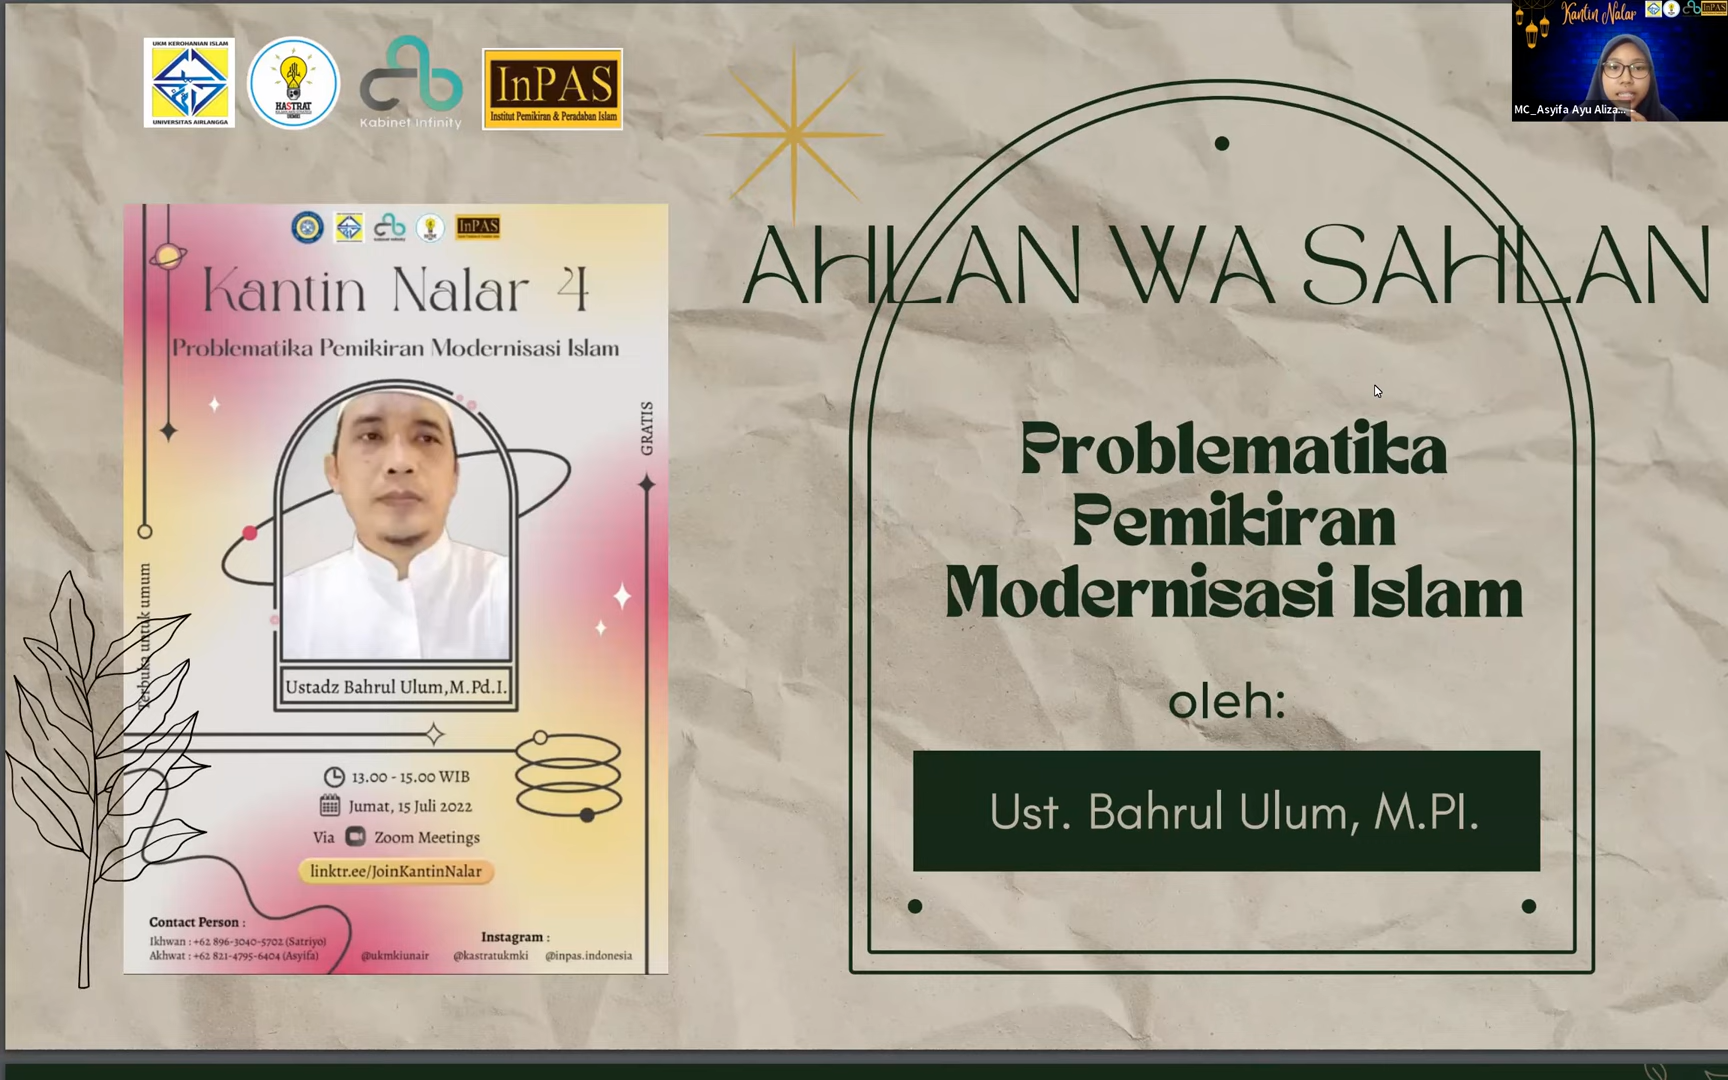 UKM KEROHANIAN ISLAM
UNIVERSITAS AIRLANGGA
HASTRAT
Kabinet Infinity
InPAS
Institut Pemikiran & Peradaban Islam
Kantin Nalar
InPAS
MC_Asyifa Ayu Aliza...
InPAS
Kantin Nalar 4
Problematika Pemikiran Modernisasi Islam
GRATIS
Terbuka untuk umum
Ustadz Bahrul Ulum,M.Pd.I.
13.00 - 15.00 WIB
Jumat, 15 Juli 2022
Via Zoom Meetings
linktr.ee/JoinKantinNalar
Contact Person :
Ikhwan : +62 896-3040-5702 (Satriyo)
Akhwat : +62 821-4795-6404 (Asyifa)
Instagram :
@ukmkiunair @kastratukmki @inpas.indonesia
AHLAN WA SAHLAN
Problematika
Pemikiran
Modernisasi Islam
oleh:
Ust. Bahrul Ulum, M.PI.